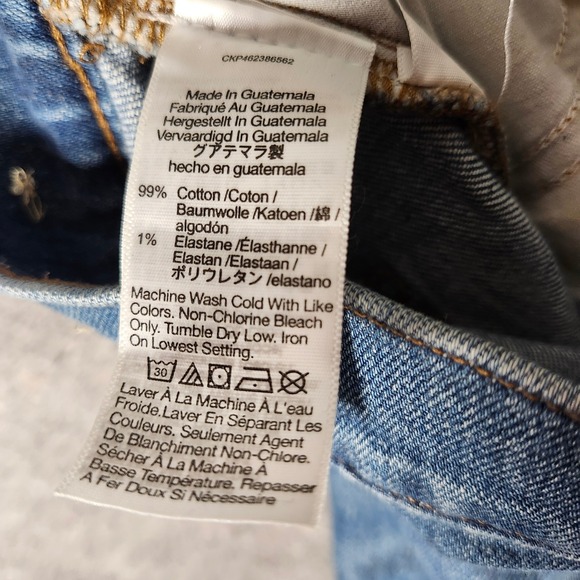 CKP462386562
Made In Guatemala
Fabriqué Au Guatemala
Hergestellt In Guatemala
Vervaardigd In Guatemala
グアテマラ製
hecho en guatemala
99% Cotton /Coton /
Baumwolle /Katoen /綿 /
algodón
1% Elastane /Élasthanne /
Elastan /Elastaan /
ポリウレタン /elastano
Machine Wash Cold With Like
Colors. Non-Chlorine Bleach
Only. Tumble Dry Low. Iron
On Lowest Setting.
30
Laver À La Machine À L'eau
Froide.Laver En Séparant Les
Couleurs. Seulement Agent
De Blanchiment Non-Chlore.
Sécher À La Machine À
Basse Température. Repasser
A Fer Doux Si Nécessaire